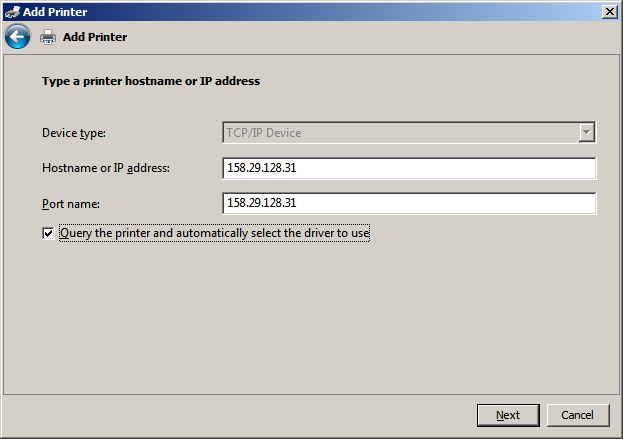 Add Printer
Add Printer
Type a printer hostname or IP address
Device type:
TCP/IP Device
Hostname or IP address:
158.29.128.31
Port name:
158.29.128.31
Query the printer and automatically select the driver to use
Next
Cancel